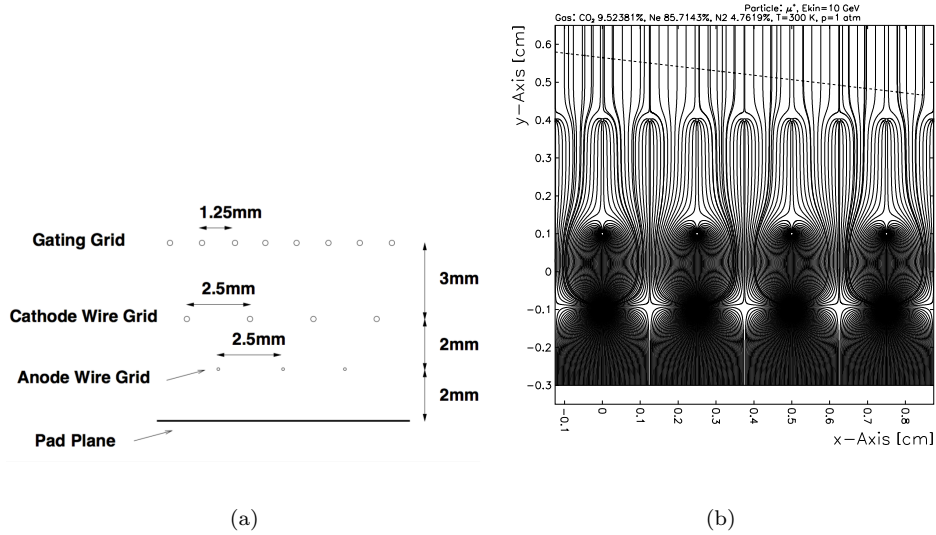 1.25mm
Gating Grid
3mm
2.5mm
Cathode Wire Grid
2.5mm
2mm
Anode Wire Grid
2mm
Pad Plane
(a)
Particle: μ⁻, Ekin=10 GeV
Gas: CO₂ 9.52381%, Ne 85.7143%, N2 4.7619%, T=300 K, p=1 atm
y-Axis [cm]
0.6
0.5
0.4
0.3
0.2
0.1
0
-0.1
-0.2
-0.3
-0.1
0
0.1
0.2
0.3
0.4
0.5
0.6
0.7
0.8
x-Axis [cm]
(b)